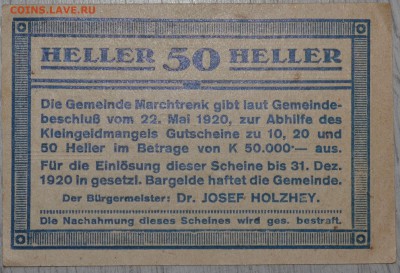 COINS.LAVE.RU
HELLER 50 HELLER
Die Gemeinde Marchtrenk gibt laut Gemeinde-
beschluß vom 22. Mai 1920, zur Abhilfe des
Kleingeldmangels Gutscheine zu 10, 20 und
50 Heller im Betrage von K 50.000·— aus.
Für die Einlösung dieser Scheine bis 31. Dez.
1920 in gesetzl. Bargelde haftet die Gemeinde.
Der Bürgermeister: Dr. JOSEF HOLZHEY.
Die Nachahmung dieses Scheines wird ges. bestraft.